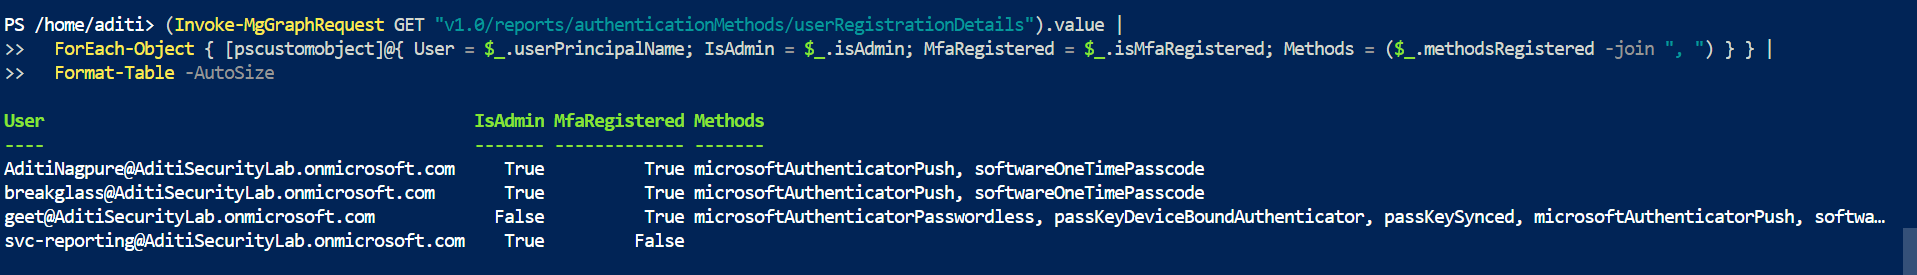 PS /home/aditi> (Invoke-MgGraphRequest GET "v1.0/reports/authenticationMethods/userRegistrationDetails").value |
>>   ForEach-Object { [pscustomobject]@{ User = $_.userPrincipalName; IsAdmin = $_.isAdmin; MfaRegistered = $_.isMfaRegistered; Methods = ($_.methodsRegistered -join ", ") } } |
>>   Format-Table -AutoSize
User IsAdmin MfaRegistered Methods
---- ------- ------------- -------
AditiNagpure@AditiSecurityLab.onmicrosoft.com True True microsoftAuthenticatorPush, softwareOneTimePasscode
breakglass@AditiSecurityLab.onmicrosoft.com True True microsoftAuthenticatorPush, softwareOneTimePasscode
geet@AditiSecurityLab.onmicrosoft.com False True microsoftAuthenticatorPasswordless, passKeyDeviceBoundAuthenticator, passKeySynced, microsoftAuthenticatorPush, softwa…
svc-reporting@AditiSecurityLab.onmicrosoft.com True False